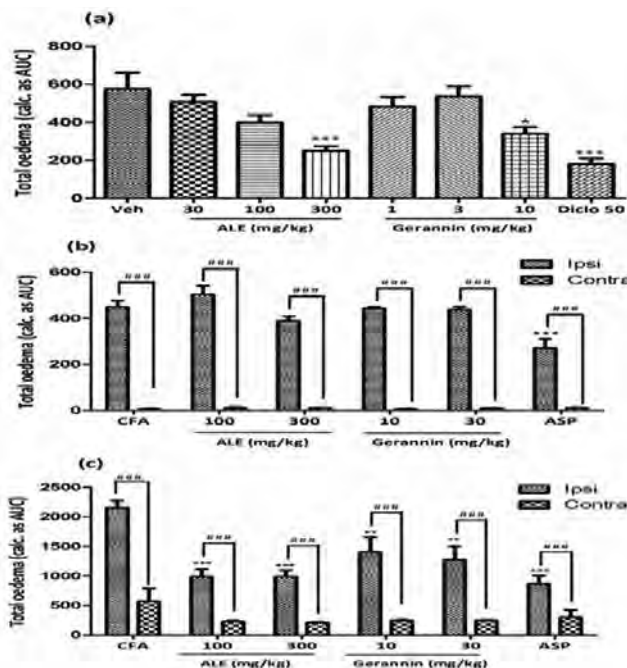 (a)
Total oedema (calc. as AUC)
800
600
400
200
0
***
*
***
Veh 30 100 300 1 3 10 Diclo 50
ALE (mg/kg) Gerannin (mg/kg)
(b)
Total oedema (calc. as AUC)
600
400
200
0
Ipsi
Contra
### ### ### ### ### ###
CFA 100 300 10 30 ASP
ALE (mg/kg) Gerannin (mg/kg)
(c)
Total oedema (calc. as AUC)
2500
2000
1500
1000
500
0
Ipsi
Contra
### ### ### ### ### ###
*** *** ** ** ***
CFA 100 300 10 30 ASP
ALE (mg/kg) Gerannin (mg/kg)